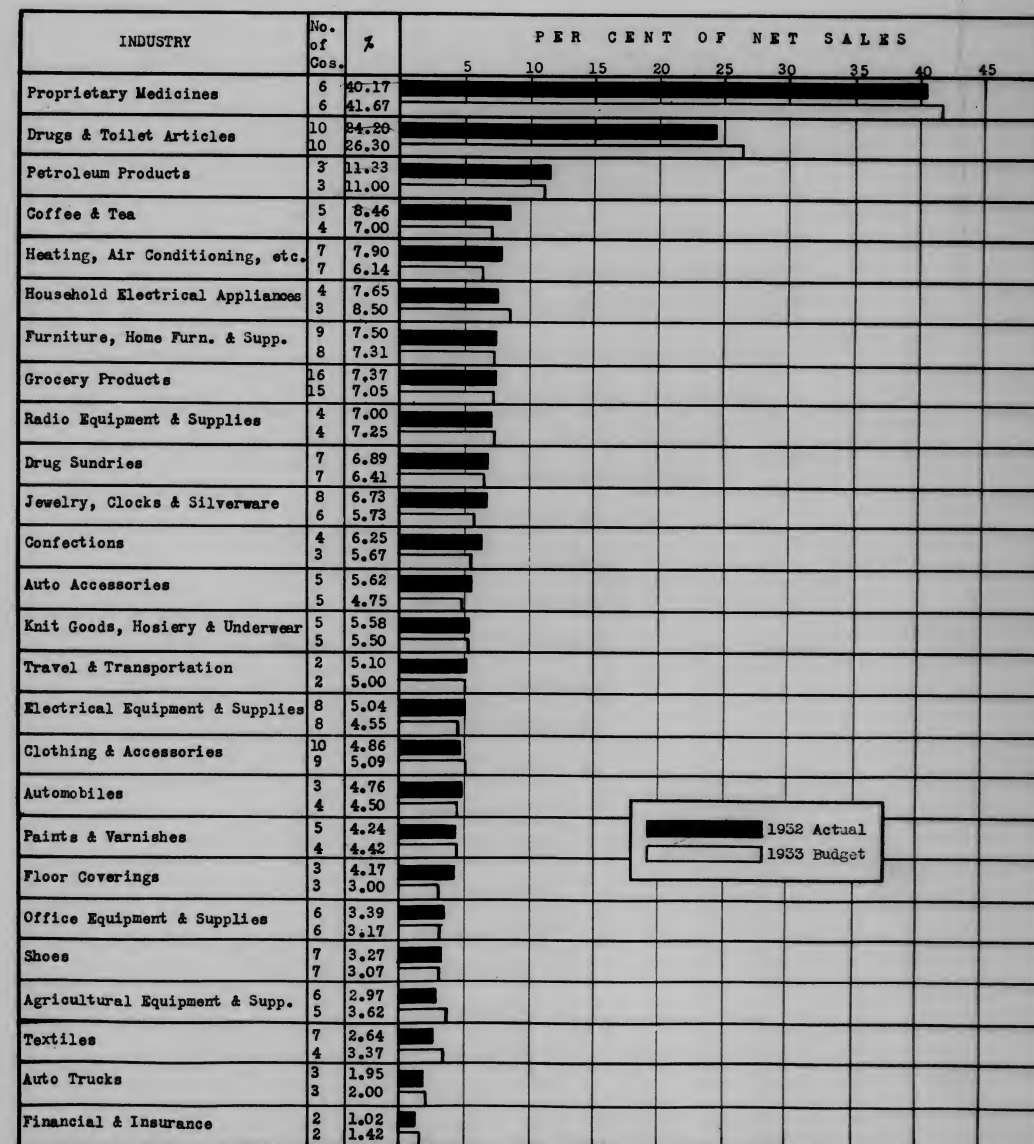 INDUSTRY
No.
of
Cos.
%
PER CENT OF NET SALES
5 10 15 20 25 30 35 40 45
Proprietary Medicines 6 40.17
6 41.67
Drugs & Toilet Articles 10 24.20
10 26.30
Petroleum Products 3 11.33
3 11.00
Coffee & Tea 5 8.46
4 7.00
Heating, Air Conditioning, etc. 7 7.90
7 6.14
Household Electrical Appliances 4 7.65
3 8.50
Furniture, Home Furn. & Supp. 9 7.50
8 7.31
Grocery Products 16 7.37
15 7.05
Radio Equipment & Supplies 4 7.00
4 7.25
Drug Sundries 7 6.89
7 6.41
Jewelry, Clocks & Silverware 8 6.73
6 5.73
Confections 4 6.25
3 5.67
Auto Accessories 5 5.62
5 4.75
Knit Goods, Hosiery & Underwear 5 5.58
5 5.50
Travel & Transportation 2 5.10
2 5.00
Electrical Equipment & Supplies 8 5.04
8 4.55
Clothing & Accessories 10 4.86
9 5.09
Automobiles 3 4.76
4 4.50
Paints & Varnishes 5 4.24
4 4.42
Floor Coverings 3 4.17
3 3.00
Office Equipment & Supplies 6 3.39
6 3.17
Shoes 7 3.27
7 3.07
Agricultural Equipment & Supp. 6 2.97
5 3.62
Textiles 7 2.64
4 3.37
Auto Trucks 3 1.95
3 2.00
Financial & Insurance 2 1.02
2 1.42
1932 Actual
1933 Budget